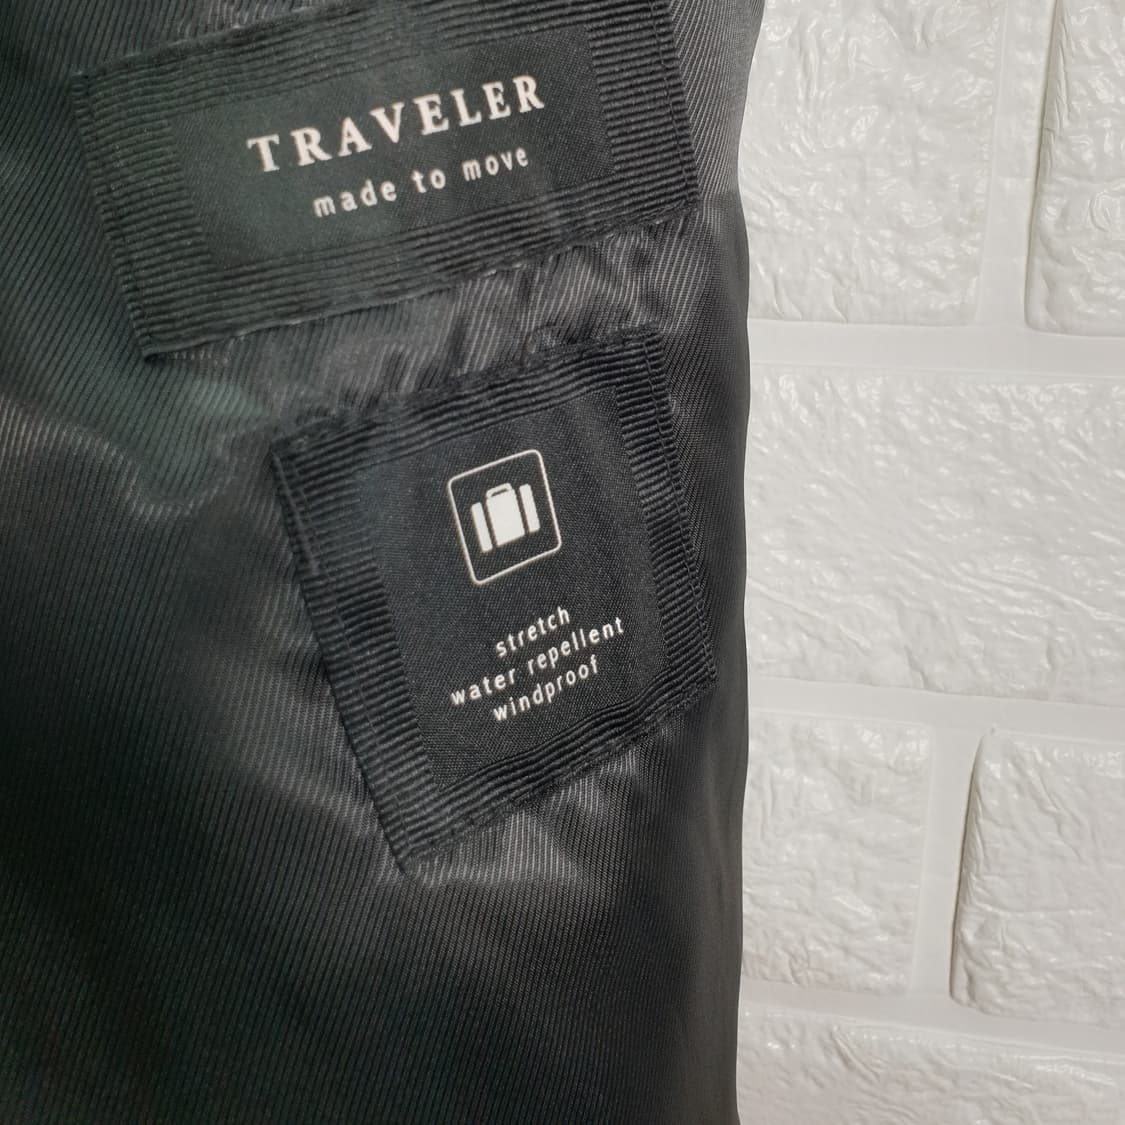 TRAVELER
made to move
stretch
water repellent
windproof